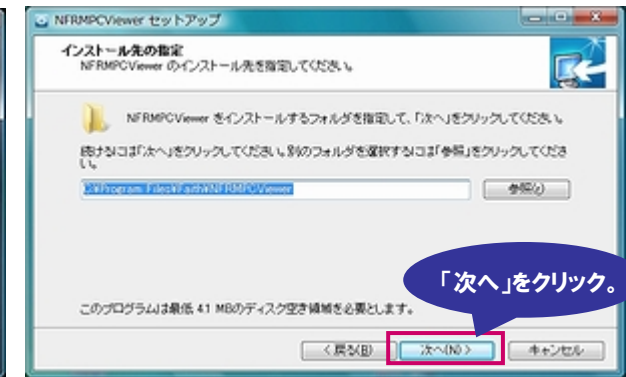 NFRMPCViewer セットアップ
インストール先の指定
NFRMPCViewer のインストール先を指定してください。
NFRMPCViewer をインストールするフォルダを指定して、「次へ」をクリックしてください。
続けるには「次へ」をクリックしてください。別のフォルダを選択するには「参照」をクリックしてくださ
い。
C:\Program Files\Faith\NFRMPCViewer
参照(r)
「次へ」をクリック。
このプログラムは最低 4.1 MBのディスク空き領域を必要とします。
< 戻る(B)
次へ(N) >
キャンセル